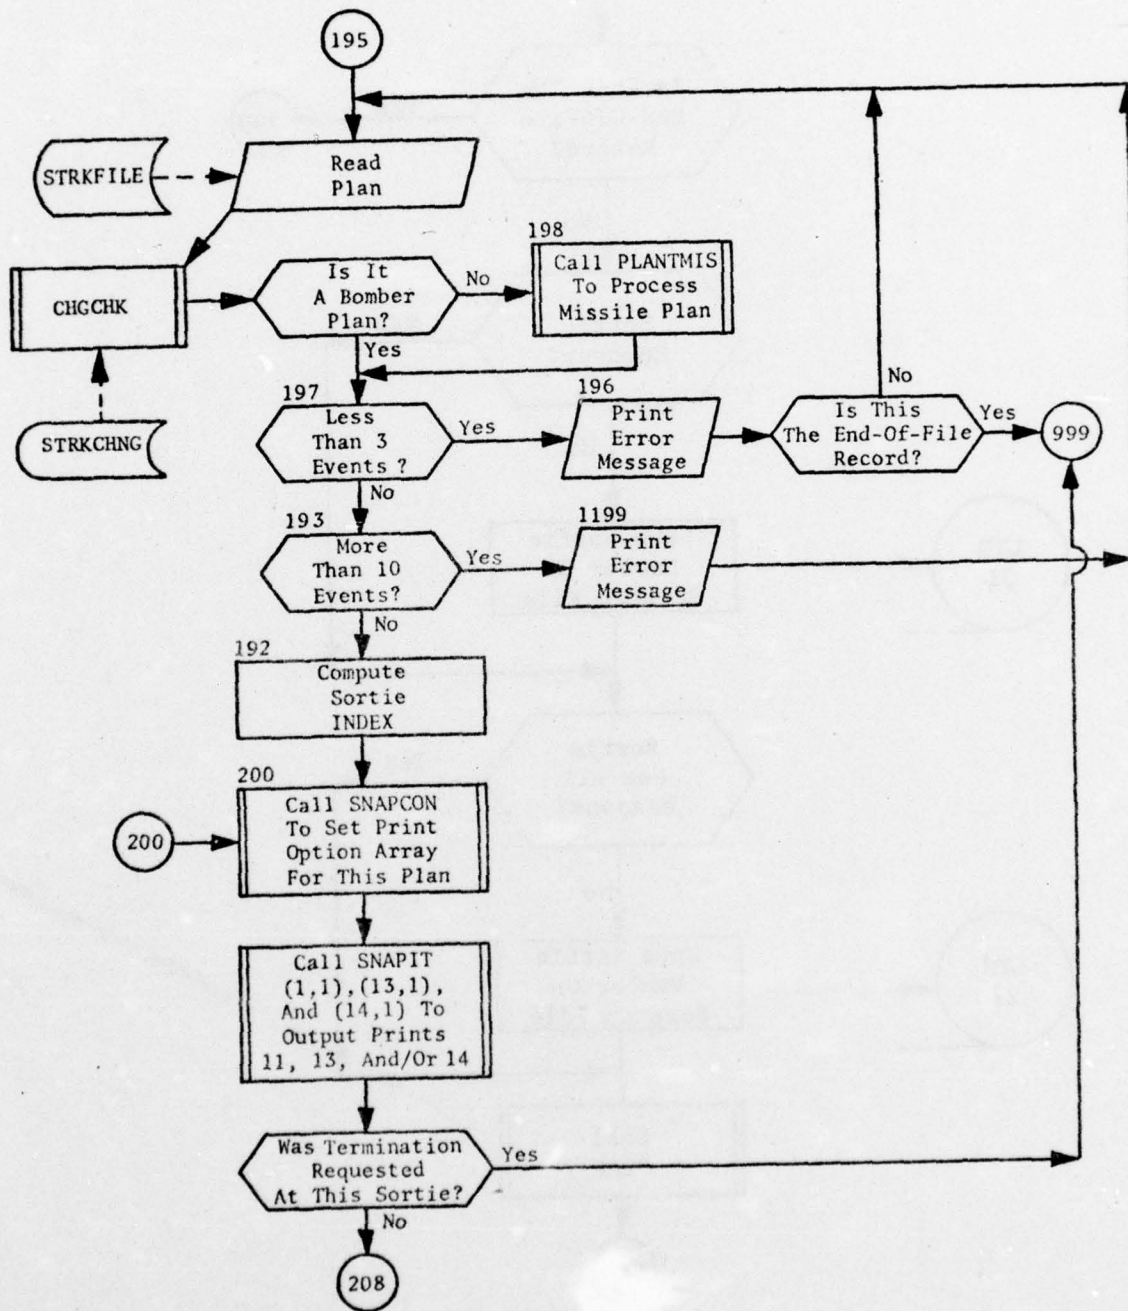 195
STRKFILE
Read
Plan
CHGCHK
Is It
A Bomber
Plan?
No
Yes
198
Call PLANTMIS
To Process
Missile Plan
STRKCHNG
197
Less
Than 3
Events ?
Yes
No
196
Print
Error
Message
No
Is This
The End-Of-File
Record?
Yes
999
193
More
Than 10
Events?
Yes
No
1199
Print
Error
Message
192
Compute
Sortie
INDEX
200
200
Call SNAPCON
To Set Print
Option Array
For This Plan
Call SNAPIT
(1,1),(13,1),
And (14,1) To
Output Prints
11, 13, And/Or 14
Was Termination
Requested
At This Sortie?
Yes
No
208